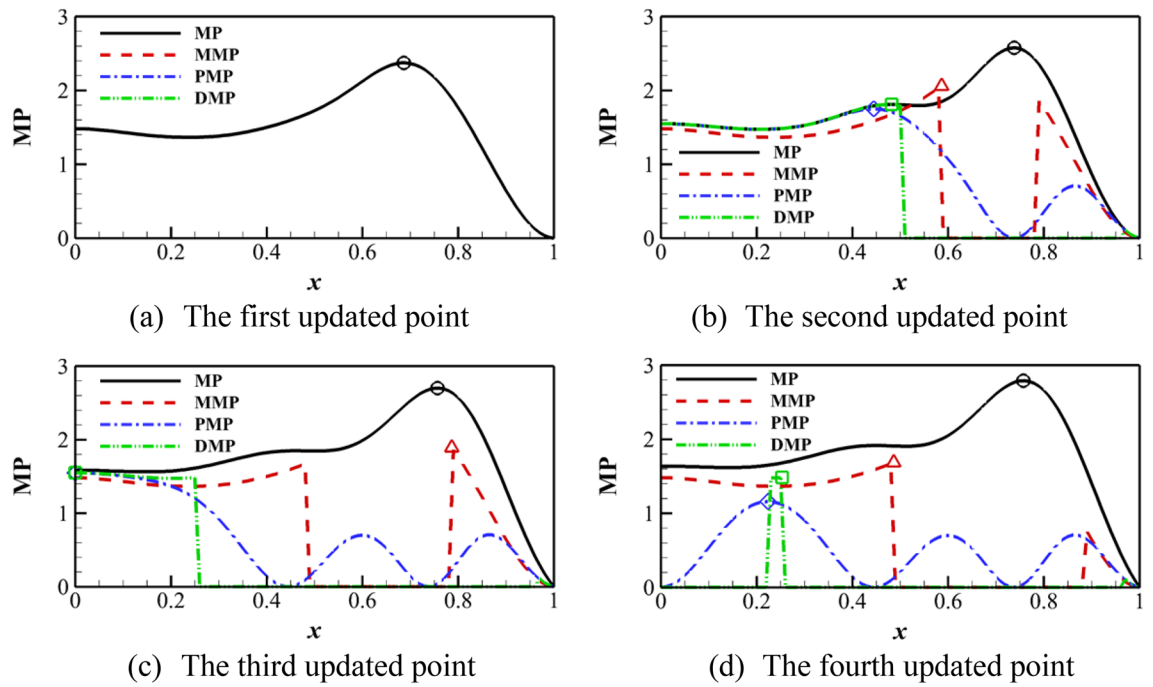 3
2
1
0
MP
MP
MMP
PMP
DMP
0 0.2 0.4 0.6 0.8 1
x
(a) The first updated point
3
2
1
0
MP
MP
MMP
PMP
DMP
0 0.2 0.4 0.6 0.8 1
x
(b) The second updated point
3
2
1
0
MP
MP
MMP
PMP
DMP
0 0.2 0.4 0.6 0.8 1
x
(c) The third updated point
3
2
1
0
MP
MP
MMP
PMP
DMP
0 0.2 0.4 0.6 0.8 1
x
(d) The fourth updated point